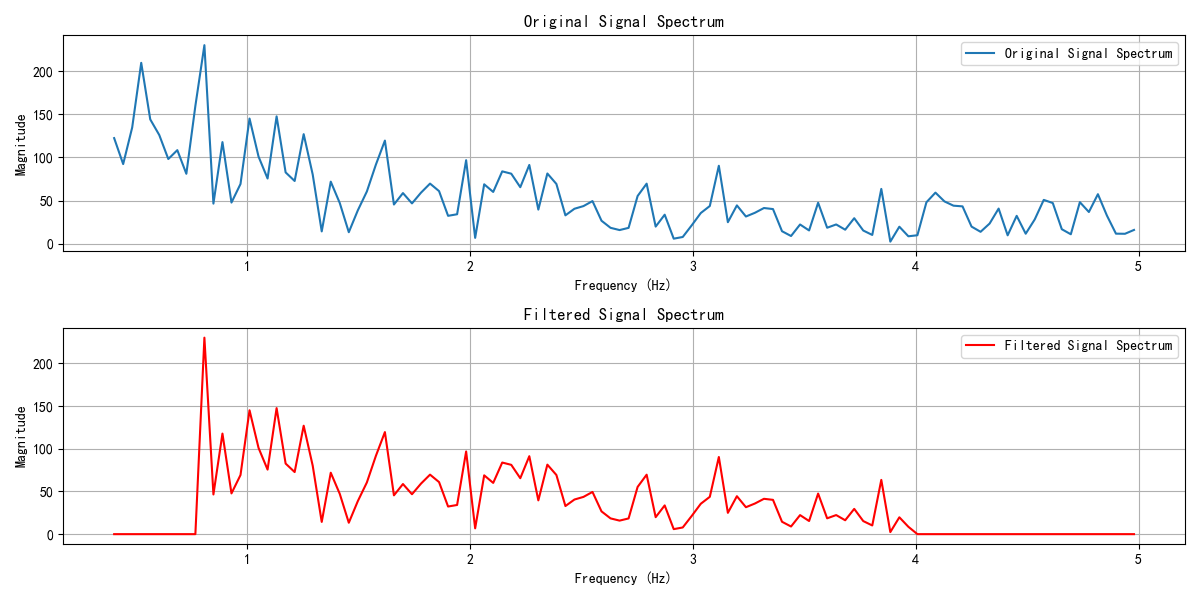 Original Signal Spectrum
Original Signal Spectrum
Magnitude
200
150
100
50
0
1 2 3 4 5
Frequency (Hz)
Filtered Signal Spectrum
Filtered Signal Spectrum
Magnitude
200
150
100
50
0
1 2 3 4 5
Frequency (Hz)